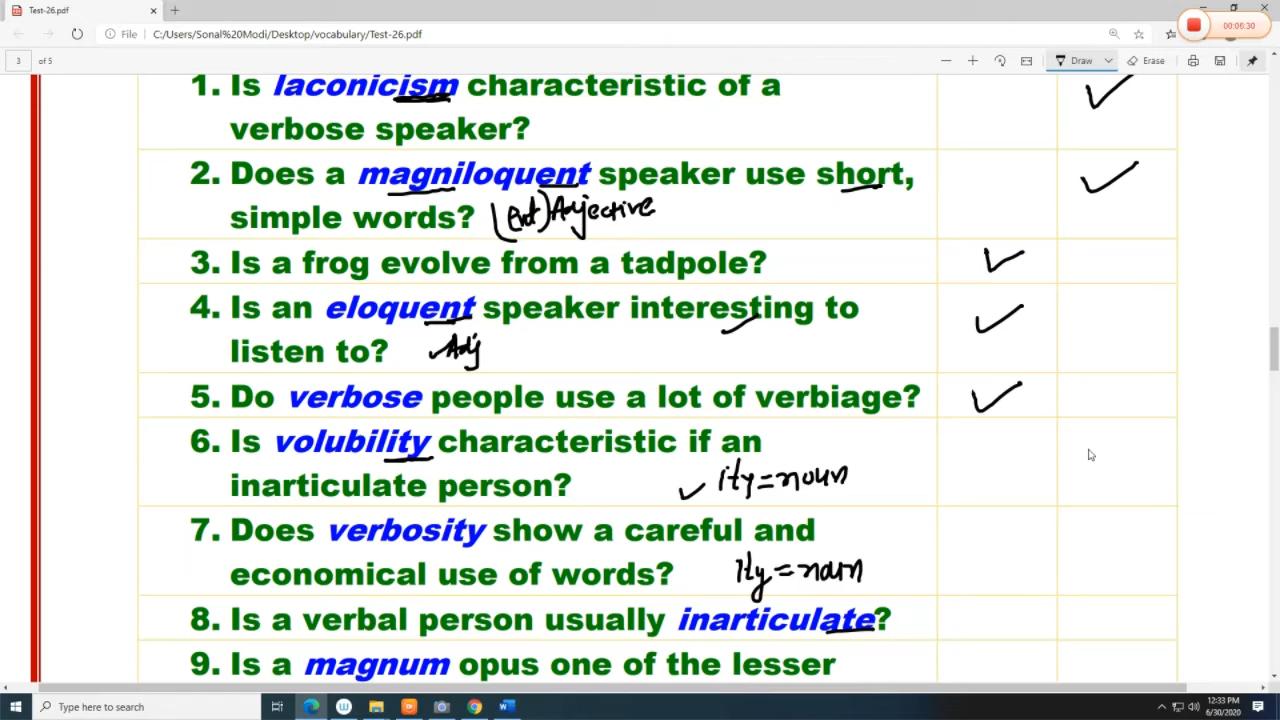 Test-26.pdf
00:06:30
File C:/Users/Sonal%20Modi/Desktop/vocabulary/Test-26.pdf
3 of 5
Draw
Erase
1. Is laconicism characteristic of a
verbose speaker?
2. Does a magniloquent speaker use short,
simple words? (ent) Adjective
3. Is a frog evolve from a tadpole?
4. Is an eloquent speaker interesting to
listen to? Adj
5. Do verbose people use a lot of verbiage?
6. Is volubility characteristic if an
inarticulate person? ity=noun
7. Does verbosity show a careful and
economical use of words? ity=noun
8. Is a verbal person usually inarticulate?
9. Is a magnum opus one of the lesser
Type here to search
12:33 PM
6/30/2020